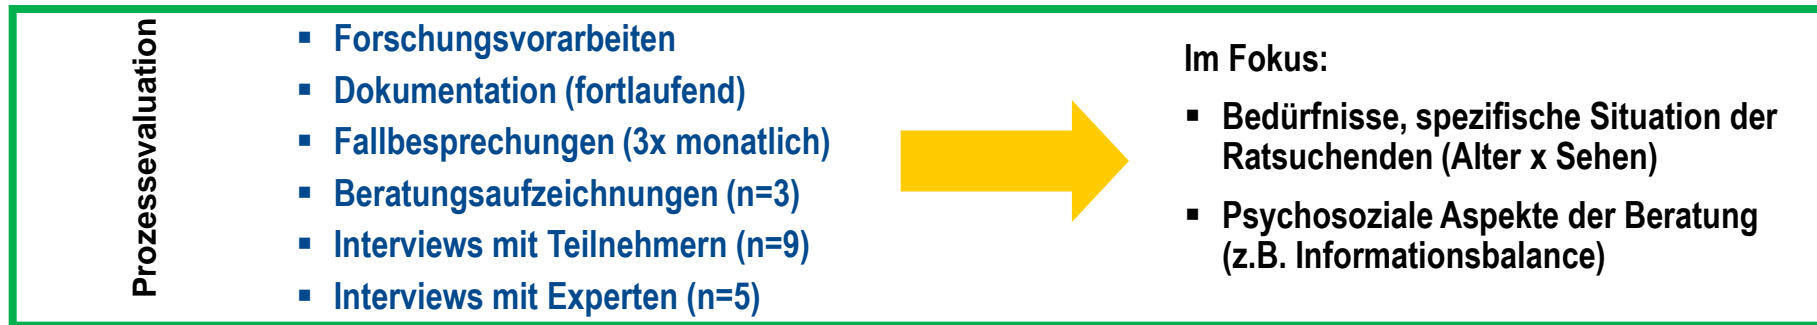 Prozessevaluation
▪ Forschungsvorarbeiten
▪ Dokumentation (fortlaufend)
▪ Fallbesprechungen (3x monatlich)
▪ Beratungsaufzeichnungen (n=3)
▪ Interviews mit Teilnehmern (n=9)
▪ Interviews mit Experten (n=5)
Im Fokus:
▪ Bedürfnisse, spezifische Situation der
Ratsuchenden (Alter x Sehen)
▪ Psychosoziale Aspekte der Beratung
(z.B. Informationsbalance)